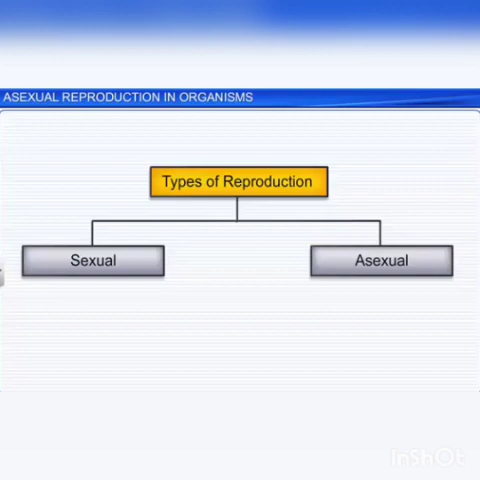 ASEXUAL REPRODUCTION IN ORGANISMS
Types of Reproduction
Sexual
Asexual
InShOt